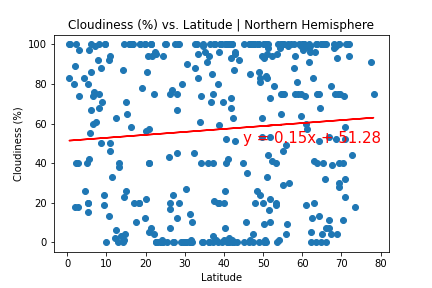 Cloudiness (%) vs. Latitude | Northern Hemisphere
100
80
60
40
20
0
Cloudiness (%)
y = 0.15x + 51.28
0 10 20 30 40 50 60 70 80
Latitude